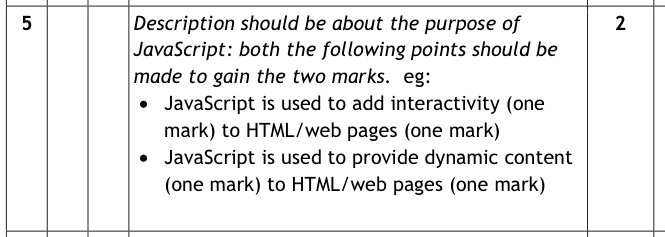 5 Description should be about the purpose of 2
JavaScript: both the following points should be
made to gain the two marks. eg:
• JavaScript is used to add interactivity (one
mark) to HTML/web pages (one mark)
• JavaScript is used to provide dynamic content
(one mark) to HTML/web pages (one mark)